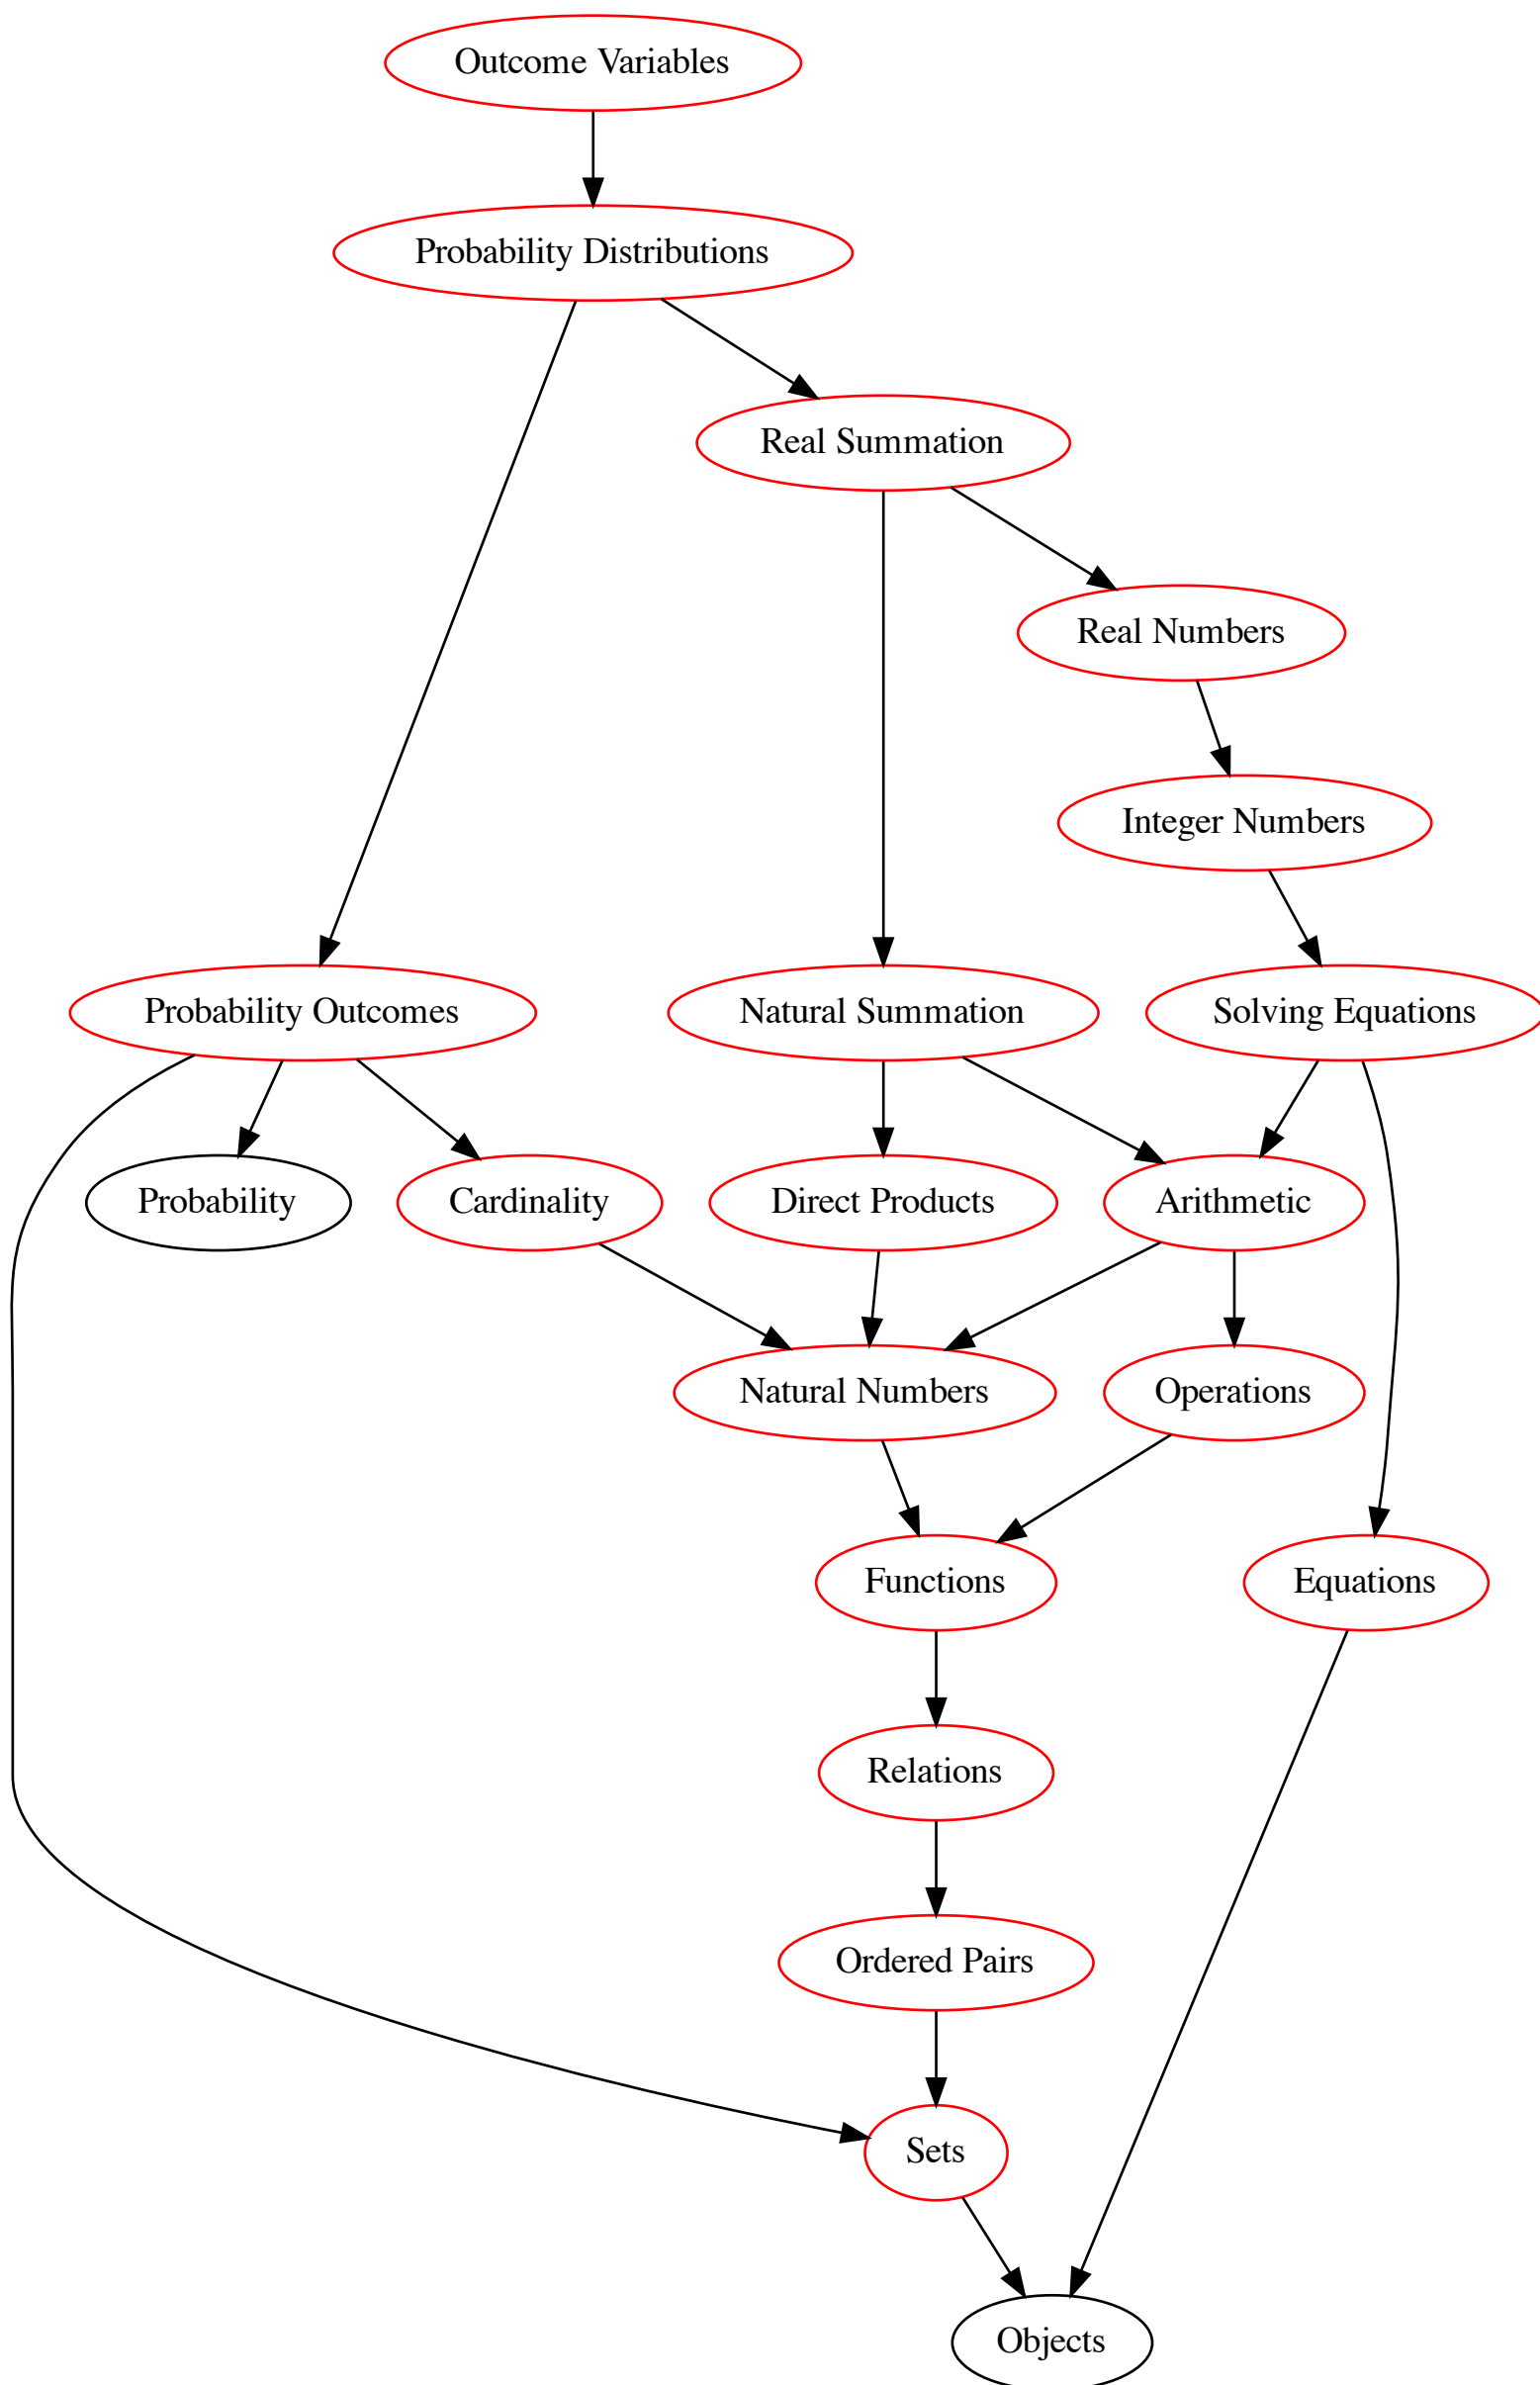 Outcome Variables
Probability Distributions
Real Summation
Real Numbers
Integer Numbers
Probability Outcomes
Natural Summation
Solving Equations
Probability
Cardinality
Direct Products
Arithmetic
Natural Numbers
Operations
Functions
Equations
Relations
Ordered Pairs
Sets
Objects